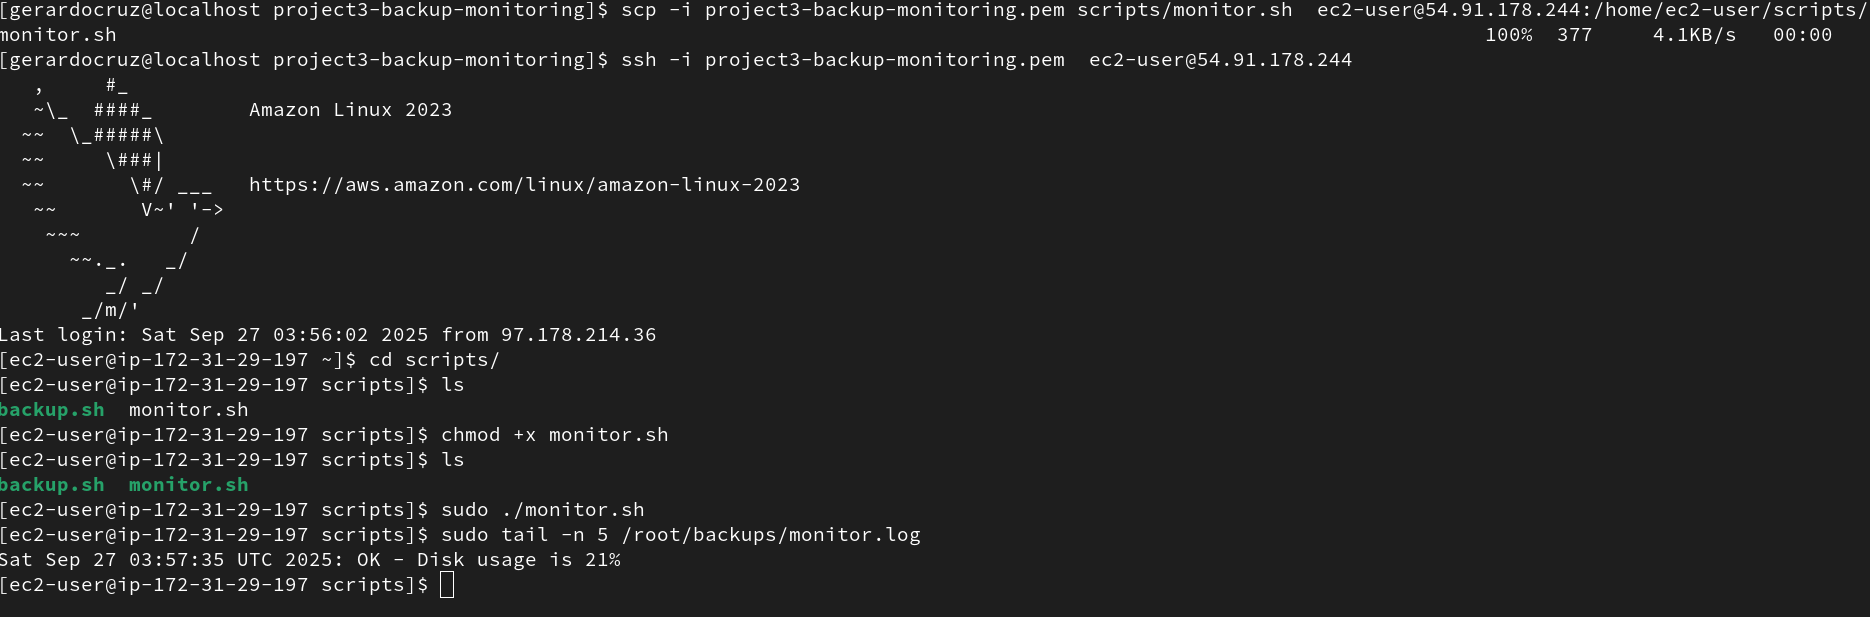 [gerardocruz@localhost project3-backup-monitoring]$ scp -i project3-backup-monitoring.pem scripts/monitor.sh  ec2-user@54.91.178.244:/home/ec2-user/scripts/
monitor.sh                                                                                                                  100%  377     4.1KB/s   00:00
[gerardocruz@localhost project3-backup-monitoring]$ ssh -i project3-backup-monitoring.pem  ec2-user@54.91.178.244
   ,     #_
   ~\_  ####_        Amazon Linux 2023
  ~~  \_#####\
  ~~     \###|
  ~~       \#/ ___   https://aws.amazon.com/linux/amazon-linux-2023
   ~~       V~' '->
    ~~~         /
      ~~._.   _/
         _/ _/
       _/m/'
Last login: Sat Sep 27 03:56:02 2025 from 97.178.214.36
[ec2-user@ip-172-31-29-197 ~]$ cd scripts/
[ec2-user@ip-172-31-29-197 scripts]$ ls
backup.sh  monitor.sh
[ec2-user@ip-172-31-29-197 scripts]$ chmod +x monitor.sh
[ec2-user@ip-172-31-29-197 scripts]$ ls
backup.sh  monitor.sh
[ec2-user@ip-172-31-29-197 scripts]$ sudo ./monitor.sh
[ec2-user@ip-172-31-29-197 scripts]$ sudo tail -n 5 /root/backups/monitor.log
Sat Sep 27 03:57:35 UTC 2025: OK - Disk usage is 21%
[ec2-user@ip-172-31-29-197 scripts]$